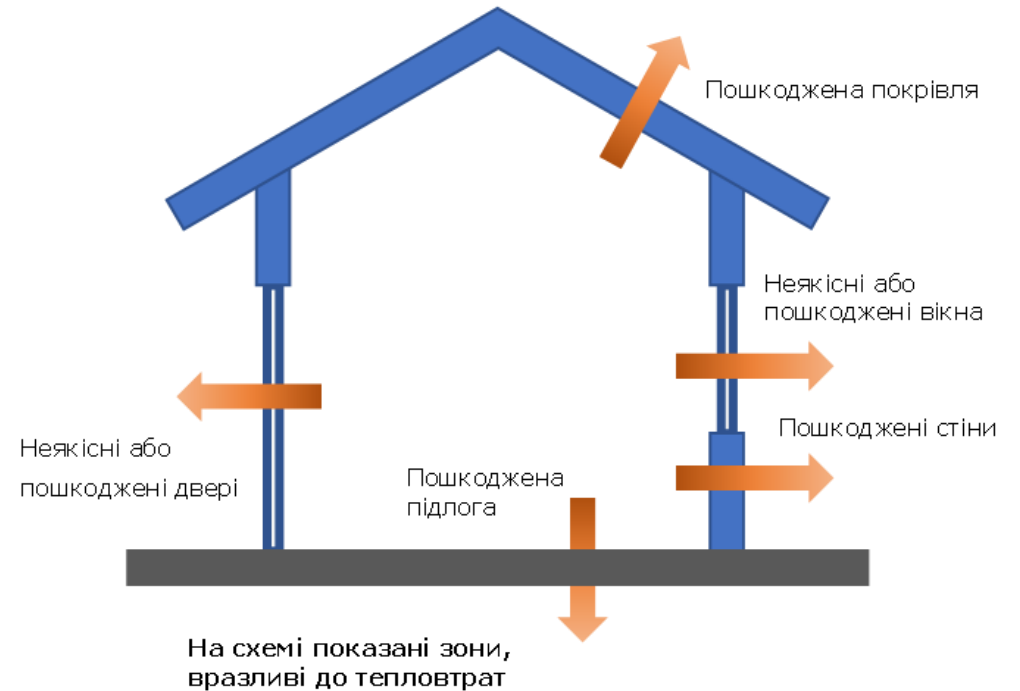 Пошкоджена покрівля
Неякісні або
пошкоджені вікна
Пошкоджені стіни
Неякісні або
пошкоджені двері
Пошкоджена
підлога
На схемі показані зони,
вразливі до тепловтрат